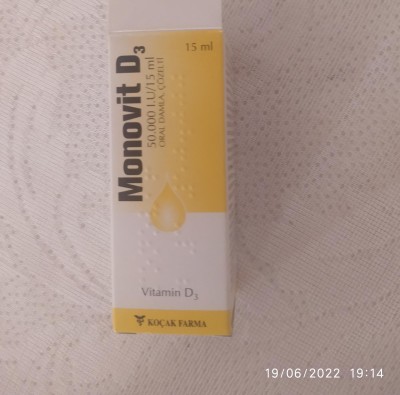 Monovit D₃
50.000 I.U/15 ml
ORAL DAMLA, ÇÖZELTİ
15 ml
Vitamin D₃
KOÇAK FARMA
19/06/2022 19:14